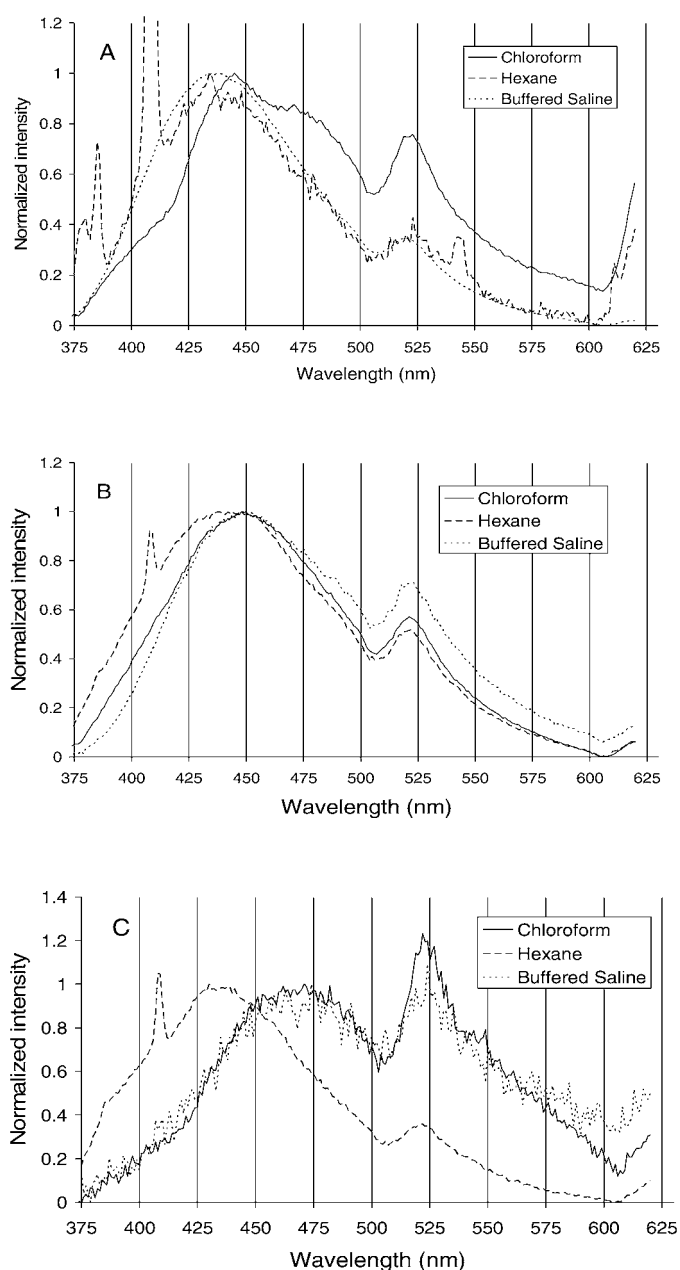 1.2
1
0.8
0.6
0.4
0.2
0
Normalized intensity
A
Chloroform
Hexane
Buffered Saline
375 400 425 450 475 500 525 550 575 600 625
Wavelength (nm)
1.2
1
0.8
0.6
0.4
0.2
0
Normalized intensity
B
Chloroform
Hexane
Buffered Saline
375 400 425 450 475 500 525 550 575 600 625
Wavelength (nm)
1.4
1.2
1
0.8
0.6
0.4
0.2
0
Normalized intensity
C
Chloroform
Hexane
Buffered Saline
375 400 425 450 475 500 525 550 575 600 625
Wavelength (nm)